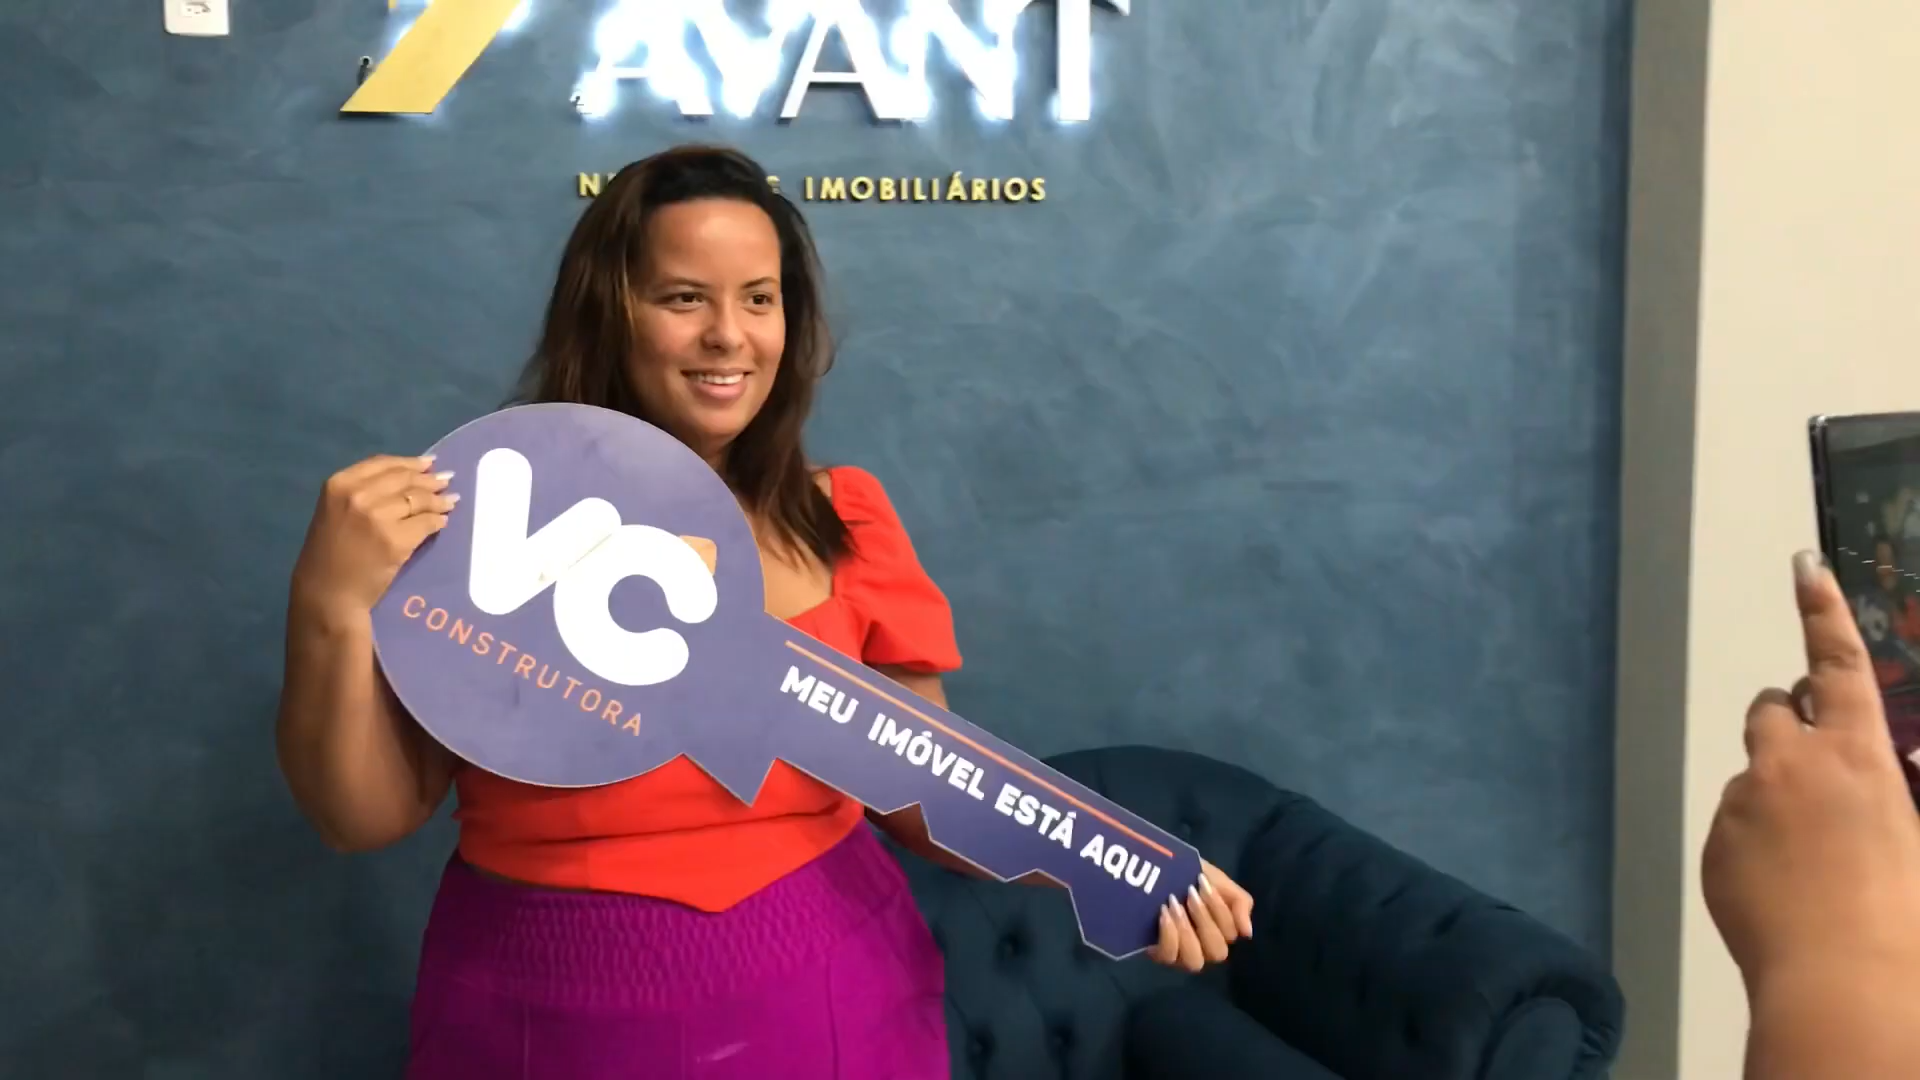 AVANT
IMOBILIÁRIOS
VC
CONSTRUTORA
MEU IMÓVEL ESTÁ AQUI